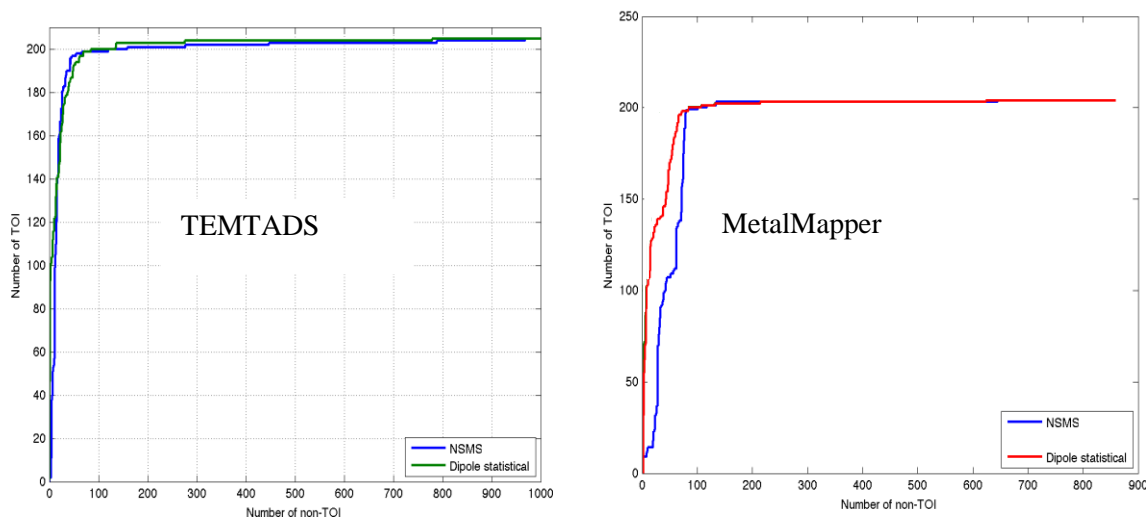 200
180
160
140
120
100
80
60
40
20
0
Number of TOI
TEMTADS
NSMS
Dipole statistical
0 100 200 300 400 500 600 700 800 900 1000
Number of non-TOI
250
200
150
100
50
0
Number of TOI
MetalMapper
NSMS
Dipole statistical
0 100 200 300 400 500 600 700 800 900
Number of non-TOI